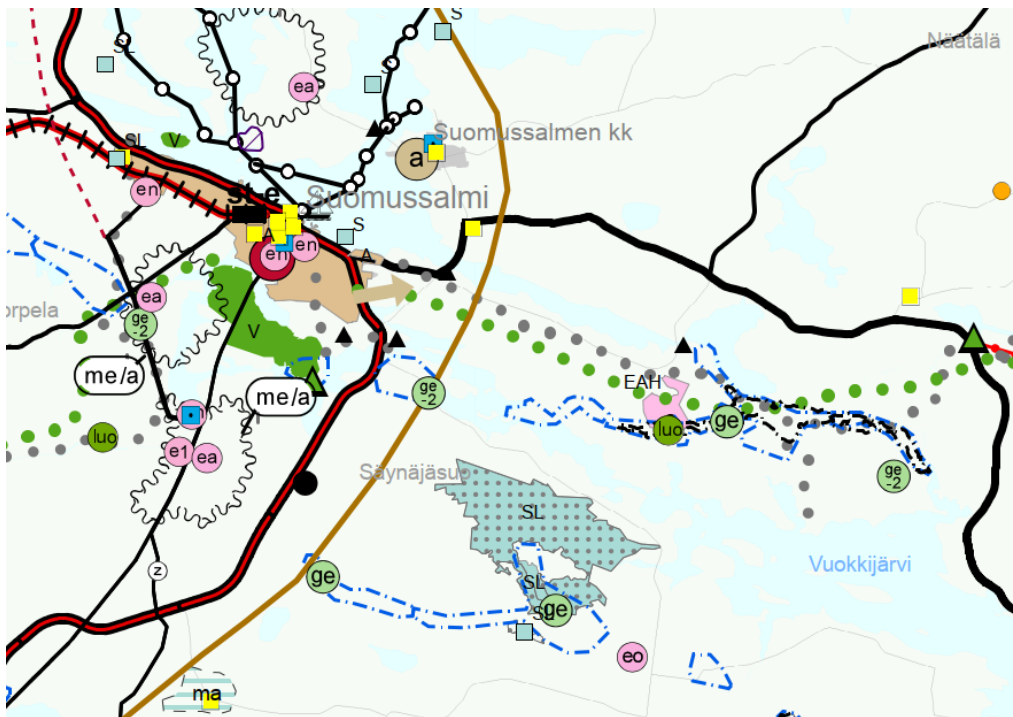 S
Näätälä
SL
ea
V
Suomussalmen kk
a
SL
en
st-e
Suomussalmi
S
A
en
en
A
ea
orpela
ge
-2
V
EAH
me/a
me/a
ge
-2
luo
ge
luo
e1
ea
Säynäjäsuo
ge
-2
SL
Vuokkijärvi
z
ge
SL
ge
eo
ma